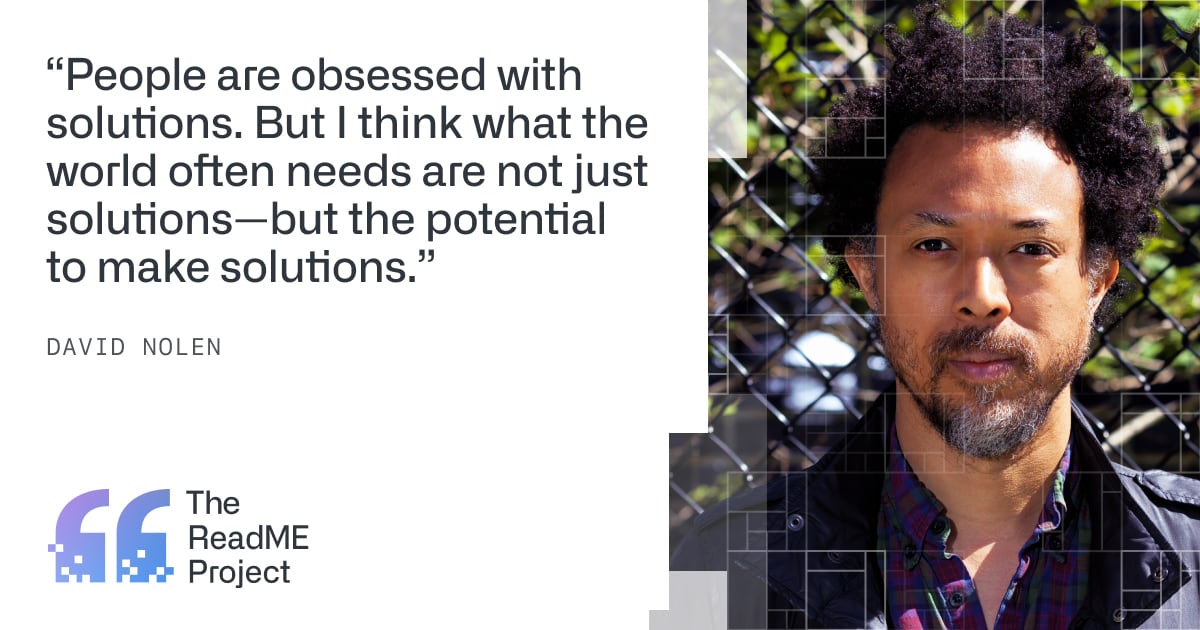 “People are obsessed with
solutions. But I think what the
world often needs are not just
solutions—but the potential
to make solutions.”
DAVID NOLEN
The
ReadME
Project